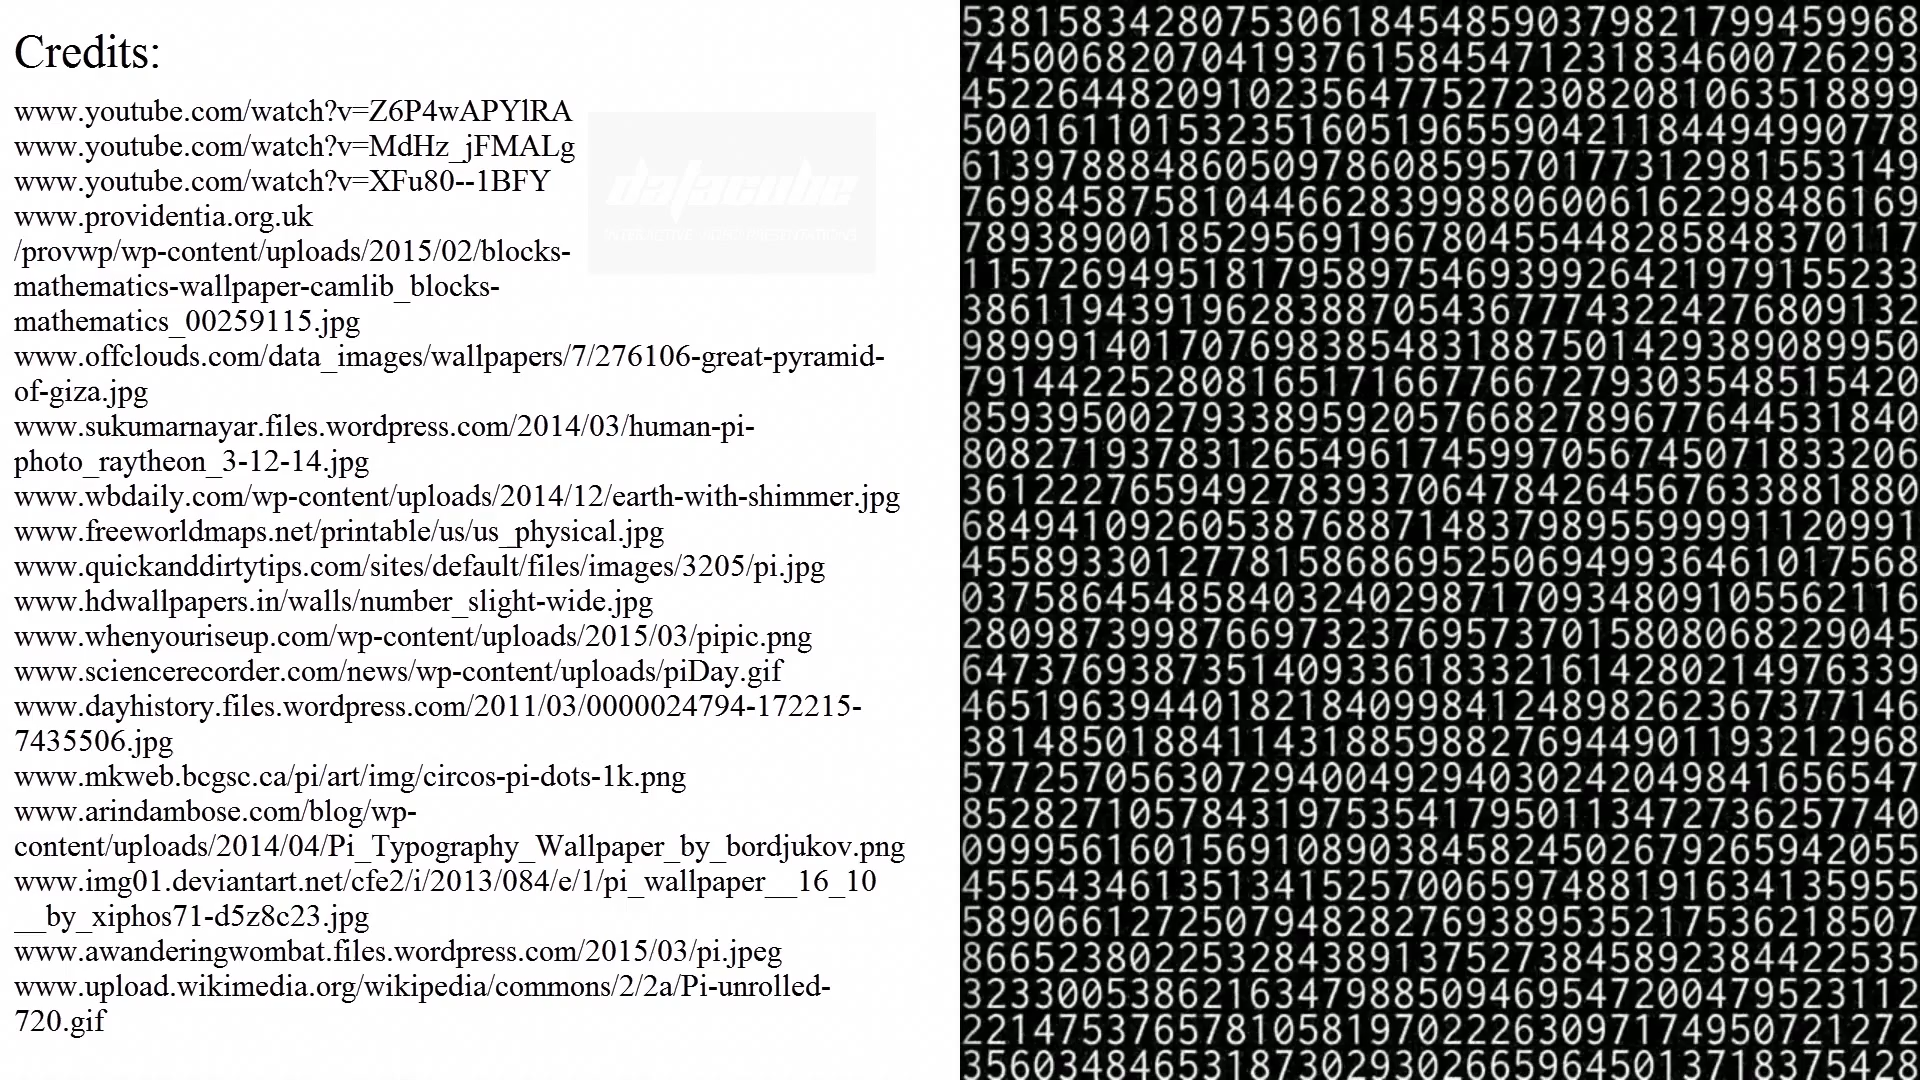 Credits:
www.youtube.com/watch?v=Z6P4wAPYlRA
www.youtube.com/watch?v=MdHz_jFMALg
www.youtube.com/watch?v=XFu80--1BFY
www.providentia.org.uk
/provwp/wp-content/uploads/2015/02/blocks-
mathematics-wallpaper-camlib_blocks-
mathematics_00259115.jpg
www.offclouds.com/data_images/wallpapers/7/276106-great-pyramid-
of-giza.jpg
www.sukumarnayar.files.wordpress.com/2014/03/human-pi-
photo_raytheon_3-12-14.jpg
www.wbdaily.com/wp-content/uploads/2014/12/earth-with-shimmer.jpg
www.freeworldmaps.net/printable/us/us_physical.jpg
www.quickanddirtytips.com/sites/default/files/images/3205/pi.jpg
www.hdwallpapers.in/walls/number_slight-wide.jpg
www.whenyouriseup.com/wp-content/uploads/2015/03/pipic.png
www.sciencerecorder.com/news/wp-content/uploads/piDay.gif
www.dayhistory.files.wordpress.com/2011/03/0000024794-172215-
7435506.jpg
www.mkweb.bcgsc.ca/pi/art/img/circos-pi-dots-1k.png
www.arindambose.com/blog/wp-
content/uploads/2014/04/Pi_Typography_Wallpaper_by_bordjukov.png
www.img01.deviantart.net/cfe2/i/2013/084/e/1/pi_wallpaper__16_10
__by_xiphos71-d5z8c23.jpg
www.awanderingwombat.files.wordpress.com/2015/03/pi.jpeg
www.upload.wikimedia.org/wikipedia/commons/2/2a/Pi-unrolled-
720.gif
datacube
INTERACTIVE VIDEO PRESENTATIONS
5381583428075306184548590379821799459968
7450068207041937615845471231834600726293
4522644820910235647752723082081063518899
5001611015323516051965590421184494990778
6139788848605097860859570177312981553149
7698458758104466283998806006162298486169
7893890018529569196780455448285848370117
1157269495181795897546939926421979155233
3861194391962838870543677743224276809132
9899914017076983854831887501429389089950
7914422528081651716677667279303548515420
8593950027933895920576682789677644531840
8082719378312654961745997056745071833206
3612227659492783937064784264567633881880
6849410926053876887148379895599991120991
4558933012778158686952506949936461017568
0375864548584032402987170934809105562116
2809873998766973237695737015808068229045
6473769387351409336183321614280214976339
4651963944018218409984124898262367377146
3814850188411431885988276944901193212968
5772570563072940049294030242049841656547
8528271057843197535417950113472736257740
0999561601569108903845824502679265942055
4555434613513415257006597488191634135955
5890661272507948282769389535217536218507
8665238022532843891375273845892384422535
3233005386216347988509469547200479523112
2214753765781058197022263097174950721272
3560348465318730293026659645013718375428